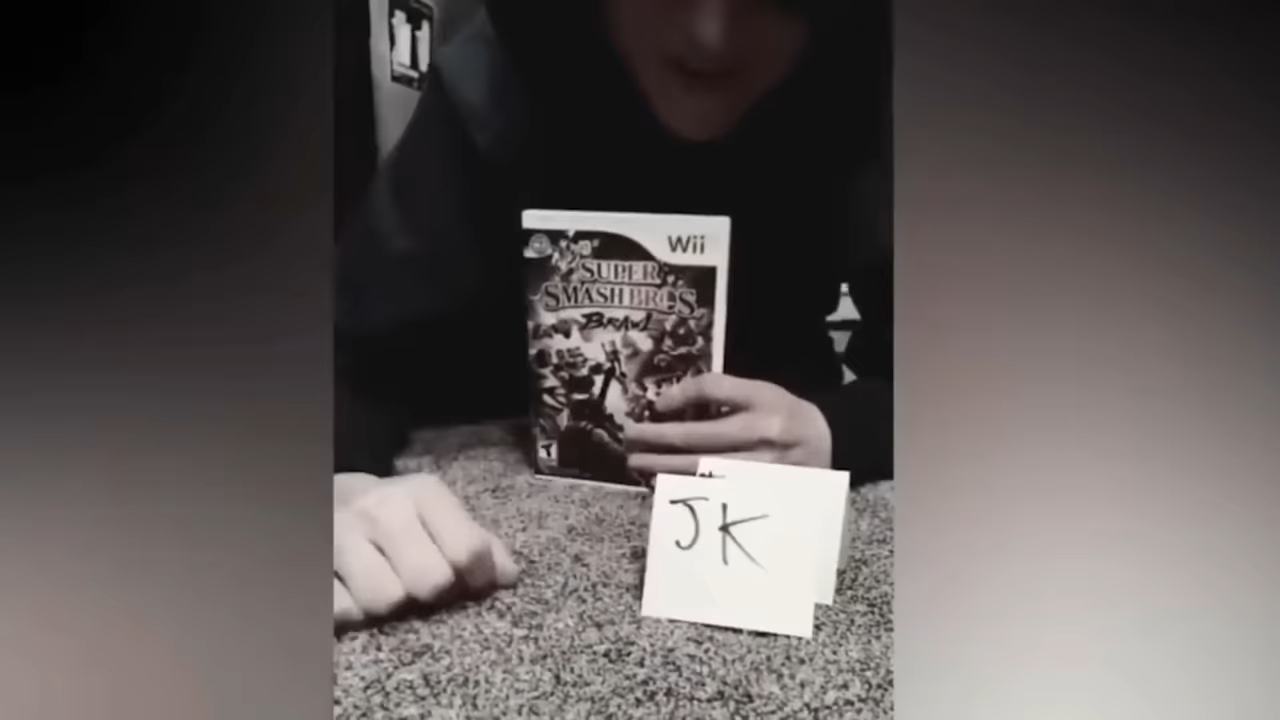 Wii
SUPER
SMASH BROS.
BRAWL
T
JK